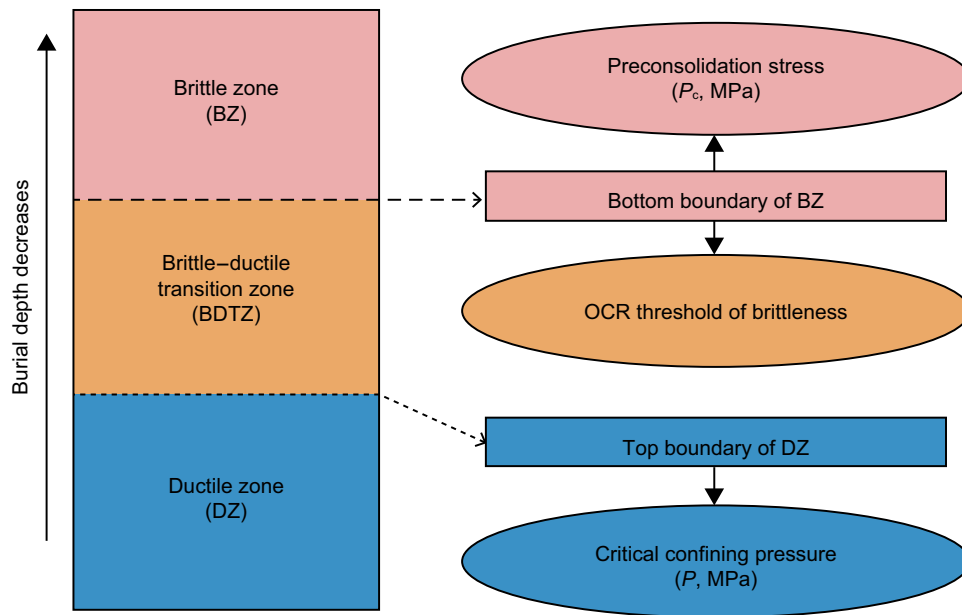 Burial depth decreases
Brittle zone
(BZ)
Brittle–ductile
transition zone
(BDTZ)
Ductile zone
(DZ)
Preconsolidation stress
(Pc, MPa)
Bottom boundary of BZ
OCR threshold of brittleness
Top boundary of DZ
Critical confining pressure
(P, MPa)